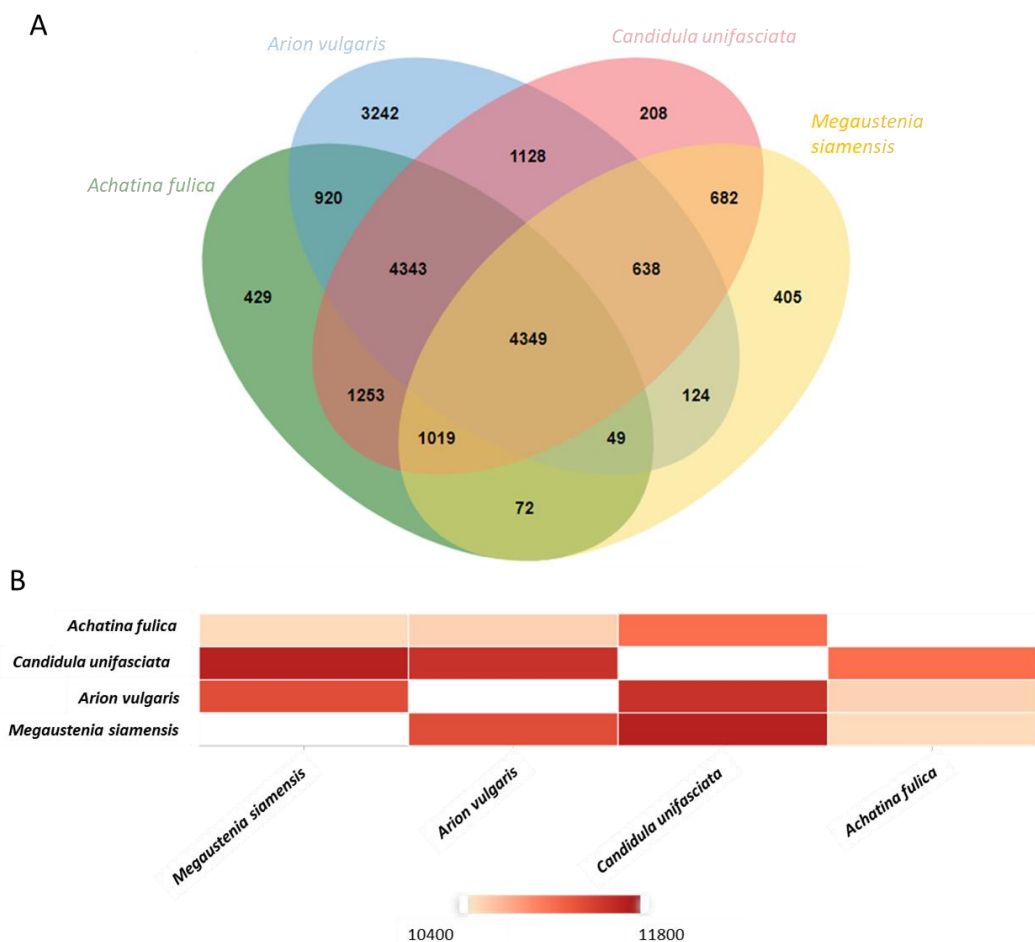 A
Arion vulgaris
Candidula unifasciata
Megaustenia
siamensis
Achatina fulica
3242
208
1128
920
682
4343
638
429
405
4349
1253
124
1019
49
72
B
Achatina fulica
Candidula unifasciata
Arion vulgaris
Megaustenia siamensis
Megaustenia siamensis
Arion vulgaris
Candidula unifasciata
Achatina fulica
10400
11800